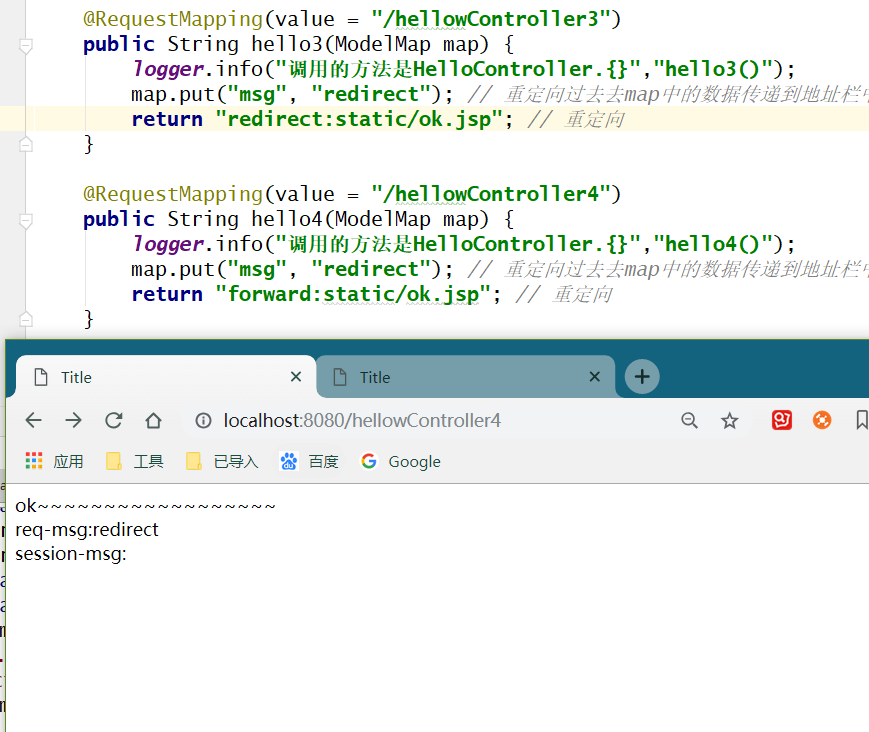 @RequestMapping(value = "/hellowController3")
public String hello3(ModelMap map) {
logger.info("调用的方法是HelloController.{}","hello3()");
map.put("msg", "redirect"); // 重定向过去去map中的数据传递到地址栏
return "redirect:static/ok.jsp"; // 重定向
}
@RequestMapping(value = "/hellowController4")
public String hello4(ModelMap map) {
logger.info("调用的方法是HelloController.{}","hello4()");
map.put("msg", "redirect"); // 重定向过去去map中的数据传递到地址栏
return "forward:static/ok.jsp"; // 重定向
}
Title × Title × +
localhost:8080/hellowController4
应用 工具 已导入 百度 Google
ok~~~~~~~~~~~~~~~~~~
req-msg:redirect
session-msg: